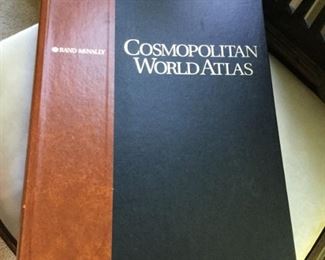 RAND MCNALLY
COSMOPOLITAN
WORLD ATLAS